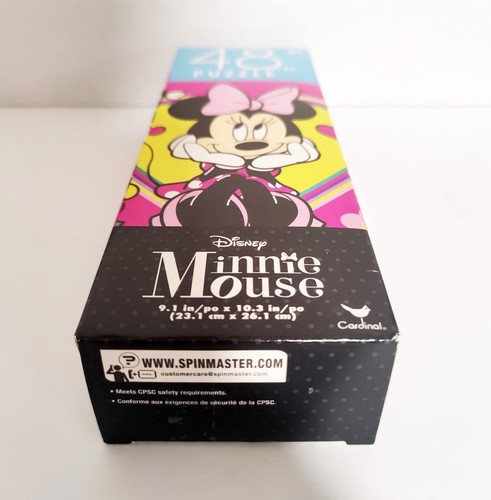 48
PUZZLE
Disney
Minnie
Mouse
9.1 in/po x 10.3 in/po
(23.1 cm x 26.1 cm)
Cardinal®
WWW.SPINMASTER.COM
customercare@spinmaster.com
• Meets CPSC safety requirements.
• Conforme aux exigences de sécurité de la CPSC.